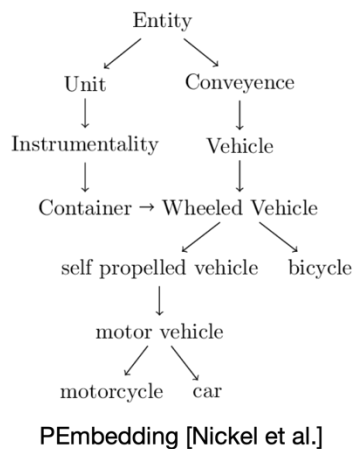 Entity
Unit Conveyence
Instrumentality Vehicle
Container → Wheeled Vehicle
self propelled vehicle bicycle
motor vehicle
motorcycle car
PEmbedding [Nickel et al.]